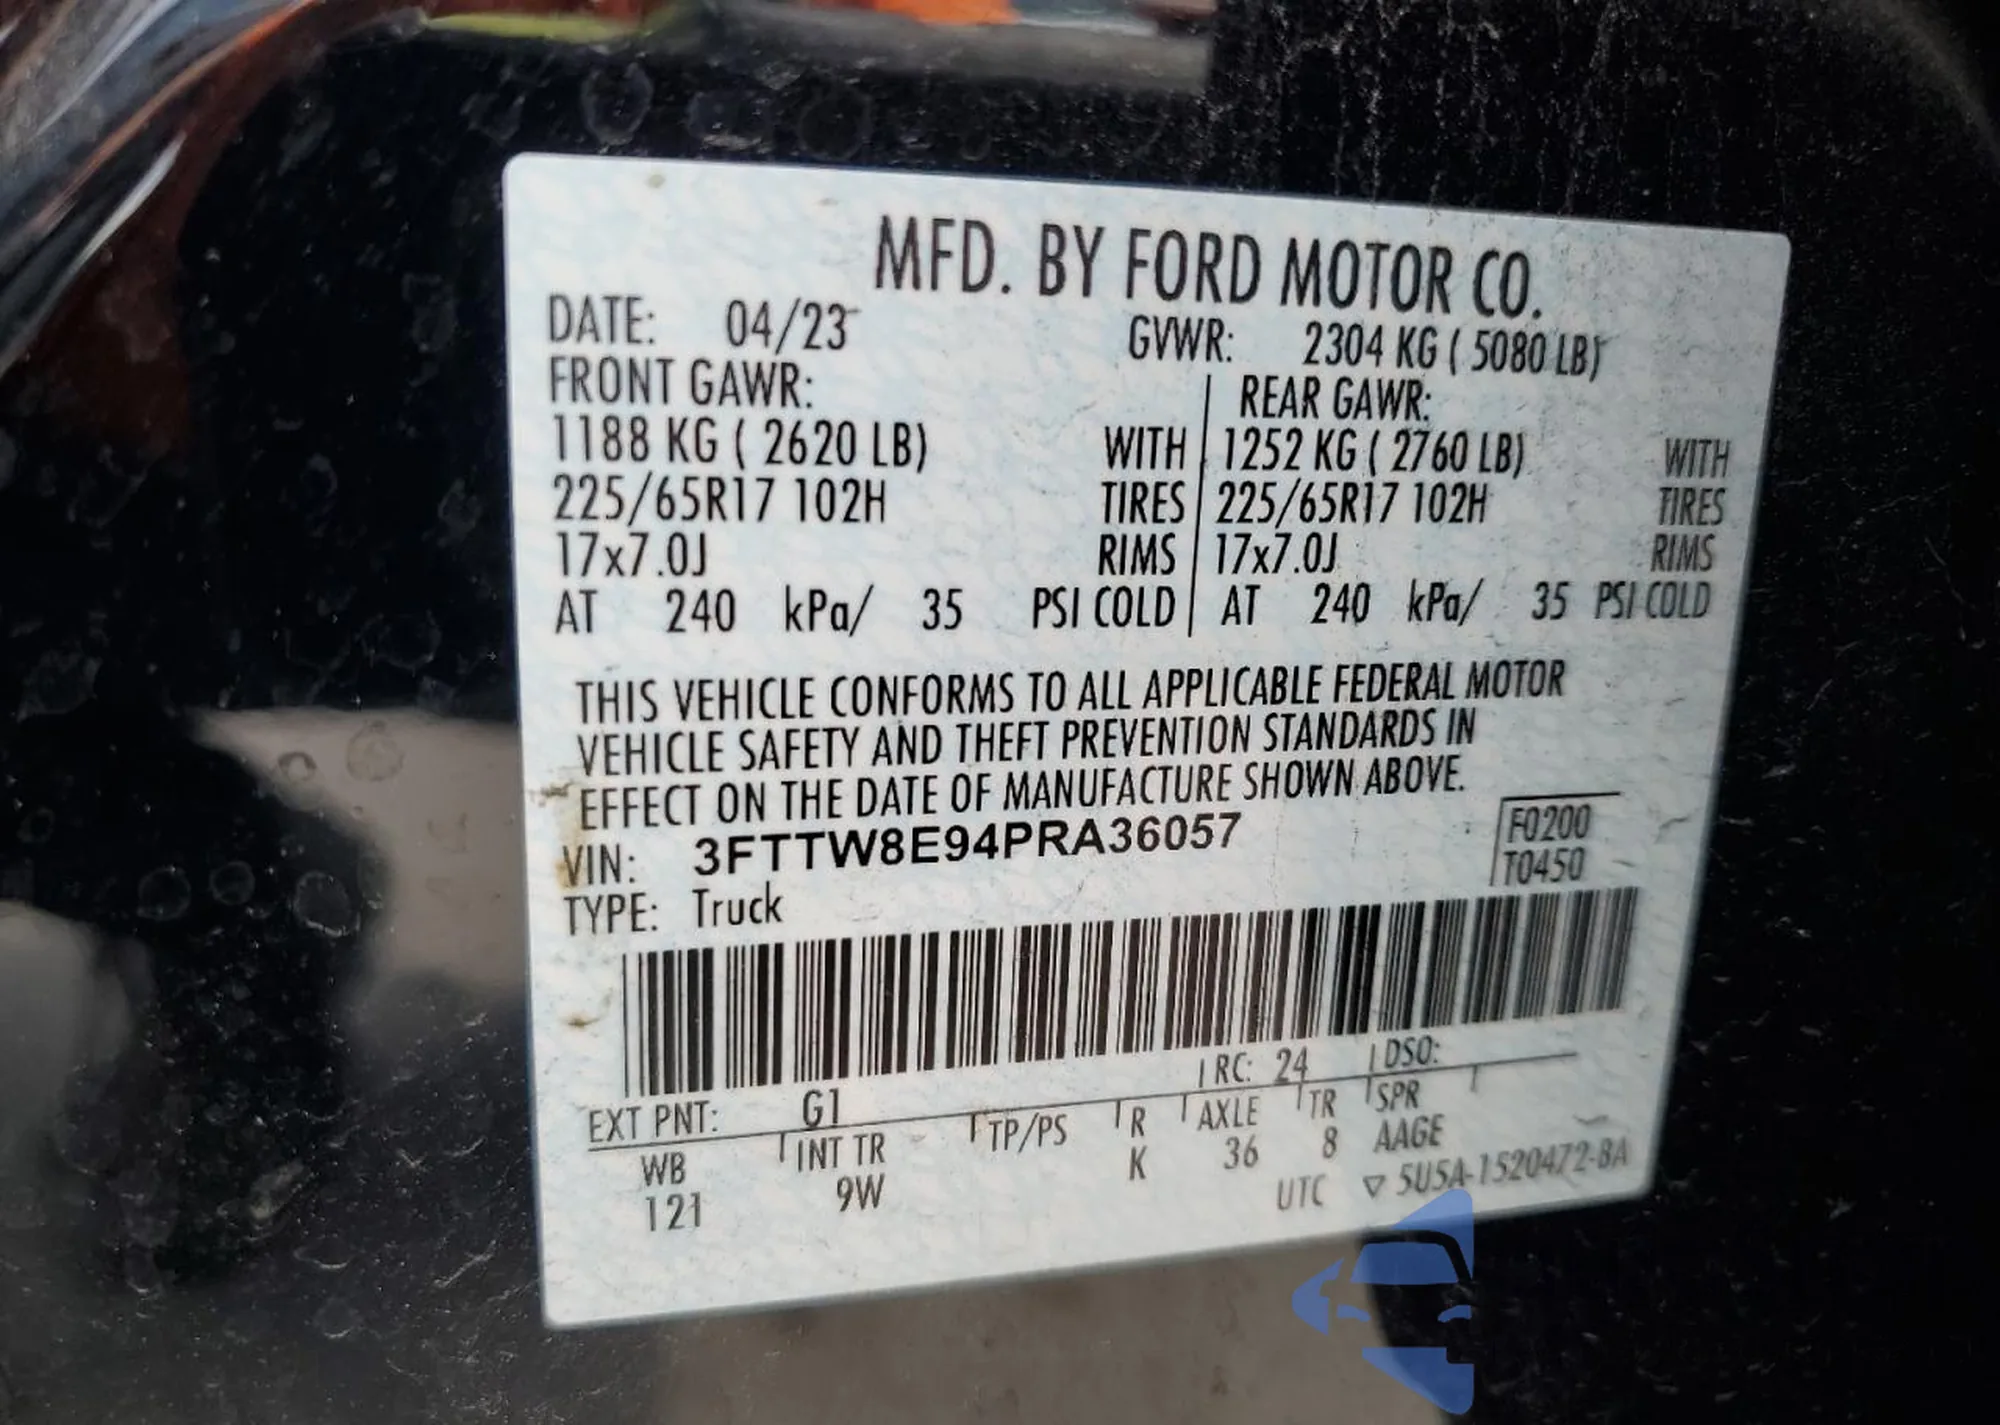 MFD. BY FORD MOTOR CO.
DATE: 04/23 GVWR: 2304 KG ( 5080 LB)
FRONT GAWR: REAR GAWR:
1188 KG ( 2620 LB) WITH 1252 KG ( 2760 LB) WITH
225/65R17 102H TIRES 225/65R17 102H TIRES
17x7.0J RIMS 17x7.0J RIMS
AT 240 kPa/ 35 PSI COLD AT 240 kPa/ 35 PSI COLD
THIS VEHICLE CONFORMS TO ALL APPLICABLE FEDERAL MOTOR
VEHICLE SAFETY AND THEFT PREVENTION STANDARDS IN
EFFECT ON THE DATE OF MANUFACTURE SHOWN ABOVE.
VIN: 3FTTW8E94PRA36057 F0200
TYPE: Truck T0450
EXT PNT: G1 RC: 24 DSO:
WB INT TR TP/PS R AXLE TR SPR
121 9W K 36 8 AAGE
UTC ▽ 5U5A-1520472-BA